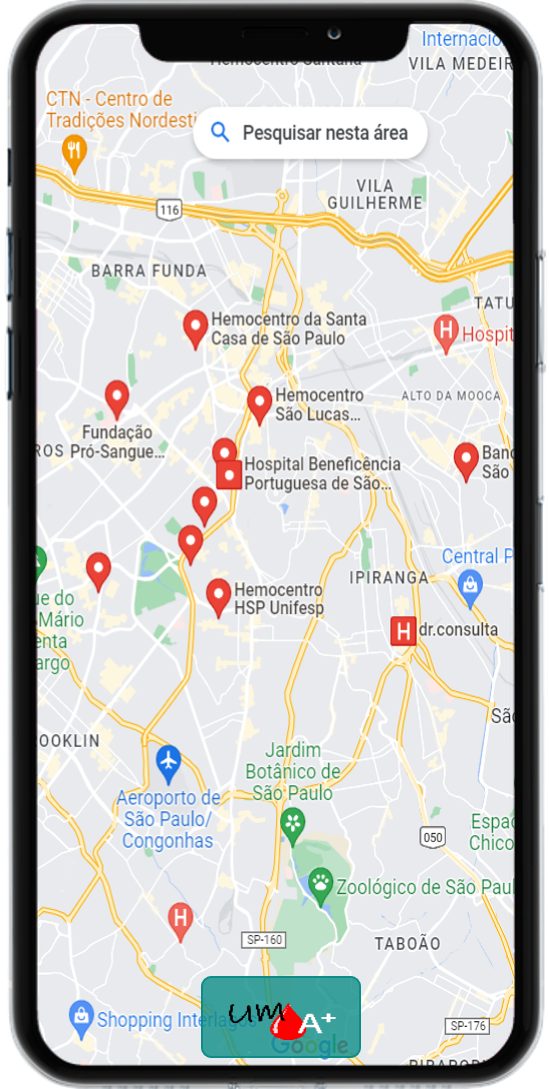 Internacio
VILA MEDEIR
CTN - Centro de
Tradições Nordesti
Pesquisar nesta área
VILA
GUILHERME
116
BARRA FUNDA
TATU
Hemocentro da Santa
Casa de São Paulo
H
Hospit
Hemocentro
São Lucas...
ALTO DA MOOCA
Fundação
Pró-Sangue...
ROS
Hospital Beneficência
Portuguesa de São...
Banc
São
Central P
IPIRANGA
ue do
Mário
enta
argo
Hemocentro
HSP Unifesp
H
dr.consulta
São
OOKLIN
Jardim
Botânico de
São Paulo
Aeroporto de
São Paulo/
Congonhas
050
Espaç
Chico
Zoológico de São Paul
H
SP-160
TABOÃO
um A+
Shopping Interlagos
Google
SP-176